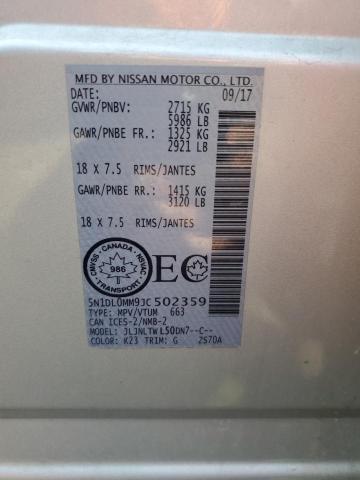 MFD BY NISSAN MOTOR CO., LTD.
DATE: 09/17
GVWR/PNBV: 2715 KG
5986 LB
GAWR/PNBE FR.: 1325 KG
2921 LB
18 X 7.5 RIMS/JANTES
GAWR/PNBE RR.: 1415 KG
3120 LB
18 X 7.5 RIMS/JANTES
CANADA
CMVSS NSVAC
986
TRANSPORT
EC
5N1DL0MM9JC502359
TYPE: MPV/VTUM 663
CAN ICES-2/NMB-2
MODEL: JLJNLTWL50DN7--C--
COLOR: K23 TRIM: G 2S70A